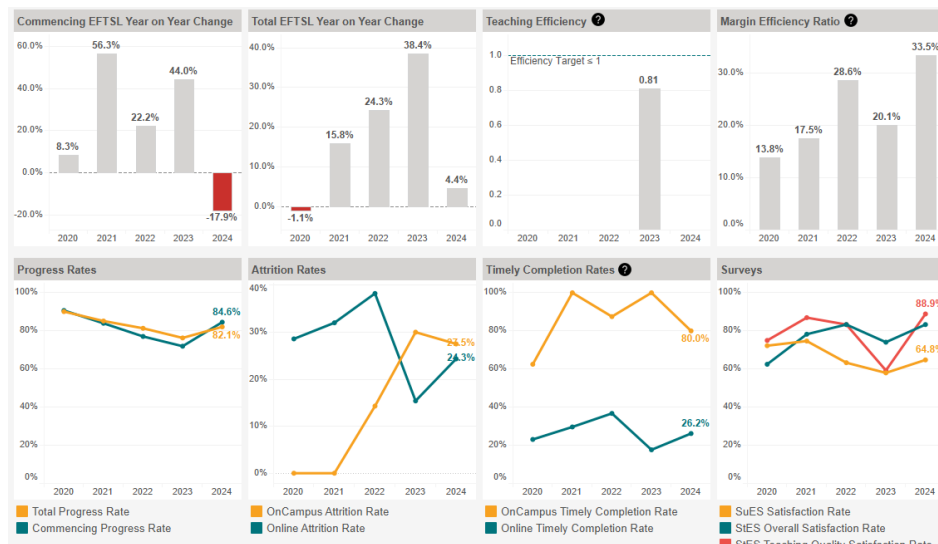 Commencing EFTSL Year on Year Change
60.0%
40.0%
20.0%
0.0%
-20.0%
8.3%
56.3%
22.2%
44.0%
-17.9%
2020 2021 2022 2023 2024
Total EFTSL Year on Year Change
40.0%
30.0%
20.0%
10.0%
0.0%
-1.1%
15.8%
24.3%
38.4%
4.4%
2020 2021 2022 2023 2024
Teaching Efficiency ?
1.0
0.8
0.6
0.4
0.2
0.0
Efficiency Target ≤ 1
0.81
2020 2021 2022 2023 2024
Margin Efficiency Ratio ?
30.0%
20.0%
10.0%
0.0%
13.8%
17.5%
28.6%
20.1%
33.5%
2020 2021 2022 2023 2024
Progress Rates
100%
80%
60%
40%
20%
0%
84.6%
82.1%
2020 2021 2022 2023 2024
Total Progress Rate
Commencing Progress Rate
Attrition Rates
40%
30%
20%
10%
0%
27.5%
24.3%
2020 2021 2022 2023 2024
OnCampus Attrition Rate
Online Attrition Rate
Timely Completion Rates ?
100%
80%
60%
40%
20%
0%
80.0%
26.2%
2020 2021 2022 2023 2024
OnCampus Timely Completion Rate
Online Timely Completion Rate
Surveys
100%
80%
60%
40%
20%
0%
88.9%
64.8%
2020 2021 2022 2023 2024
SuES Satisfaction Rate
StES Overall Satisfaction Rate
StES Teaching Quality Satisfaction Rate